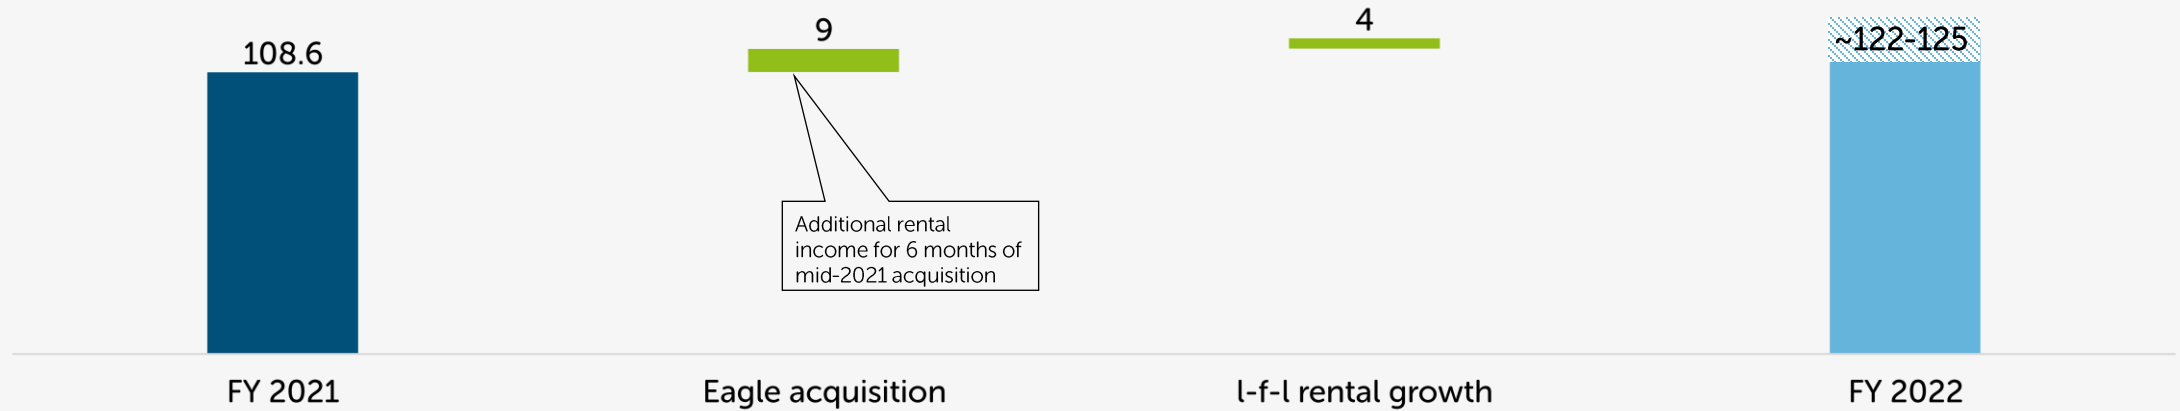 108.6
9
4
~122-125
Additional rental
income for 6 months of
mid-2021 acquisition
FY 2021
Eagle acquisition
l-f-l rental growth
FY 2022